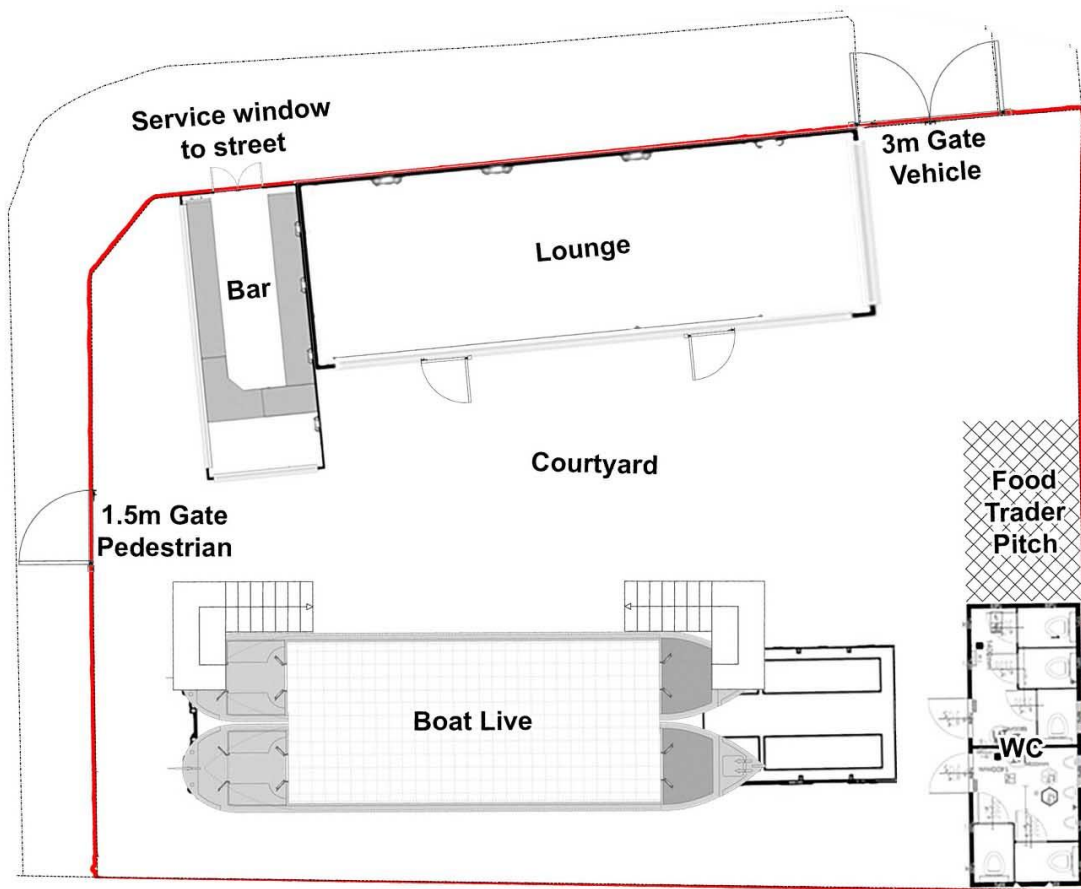 Service window
to street
3m Gate
Vehicle
Lounge
Bar
Courtyard
Food
Trader
Pitch
1.5m Gate
Pedestrian
Boat Live
WC